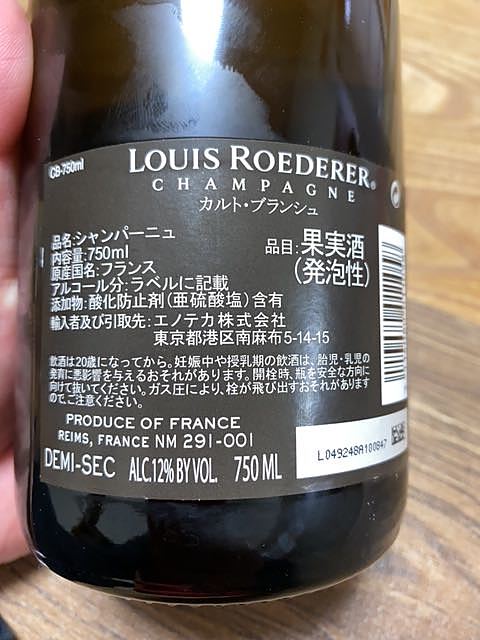 CB-750ml
LOUIS ROEDERER®
CHAMPAGNE
カルト・ブランシュ
品名:シャンパーニュ
内容量:750ml
原産国名:フランス
品目:果実酒
(発泡性)
アルコール分:ラベルに記載
添加物:酸化防止剤(亜硫酸塩)含有
輸入者及び引取先:エノテカ株式会社
東京都港区南麻布5-14-15
飲酒は20歳になってから。妊娠中や授乳期の飲酒は、胎児・乳児の
発育に悪影響を与えるおそれがあります。開栓時、瓶を安全な方向に
向けて抜いてください。ガス圧により、栓が飛び出すおそれがあります
ので、ご注意ください。
PRODUCE OF FRANCE
REIMS, FRANCE NM 291-001
DEMI-SEC ALC.12% BY VOL. 750 ML
L049248A100847